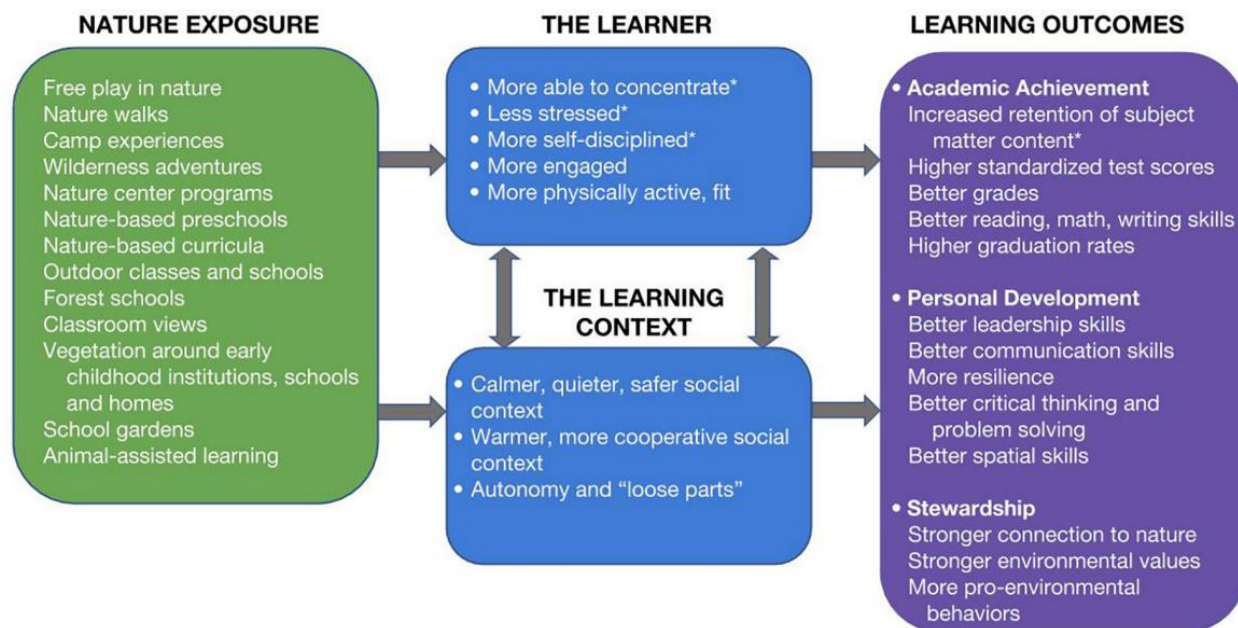 NATURE EXPOSURE
Free play in nature
Nature walks
Camp experiences
Wilderness adventures
Nature center programs
Nature-based preschools
Nature-based curricula
Outdoor classes and schools
Forest schools
Classroom views
Vegetation around early
childhood institutions, schools
and homes
School gardens
Animal-assisted learning
THE LEARNER
• More able to concentrate*
• Less stressed*
• More self-disciplined*
• More engaged
• More physically active, fit
THE LEARNING
CONTEXT
• Calmer, quieter, safer social
context
• Warmer, more cooperative social
context
• Autonomy and “loose parts”
LEARNING OUTCOMES
• Academic Achievement
Increased retention of subject
matter content*
Higher standardized test scores
Better grades
Better reading, math, writing skills
Higher graduation rates
• Personal Development
Better leadership skills
Better communication skills
More resilience
Better critical thinking and
problem solving
Better spatial skills
• Stewardship
Stronger connection to nature
Stronger environmental values
More pro-environmental
behaviors